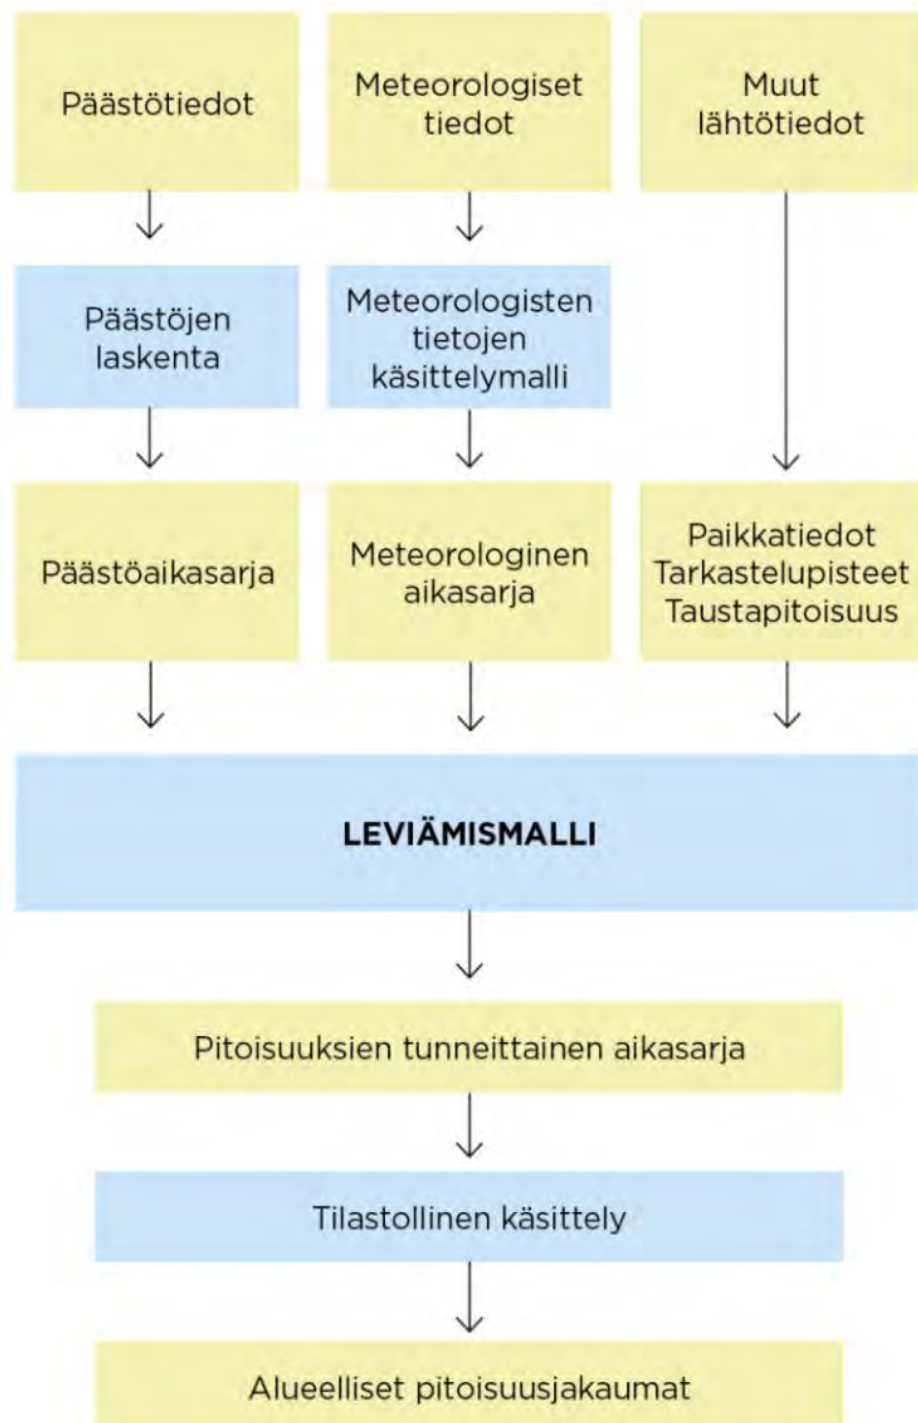 Päästötiedot
Meteorologiset
tiedot
Muut
lähtötiedot
Päästöjen
laskenta
Meteorologisten
tietojen
käsittelymalli
Päästöaikasarja
Meteorologinen
aikasarja
Paikkatiedot
Tarkastelupisteet
Taustapitoisuus
LEVIÄMISMALLI
Pitoisuuksien tunneittainen aikasarja
Tilastollinen käsittely
Alueelliset pitoisuusjakaumat